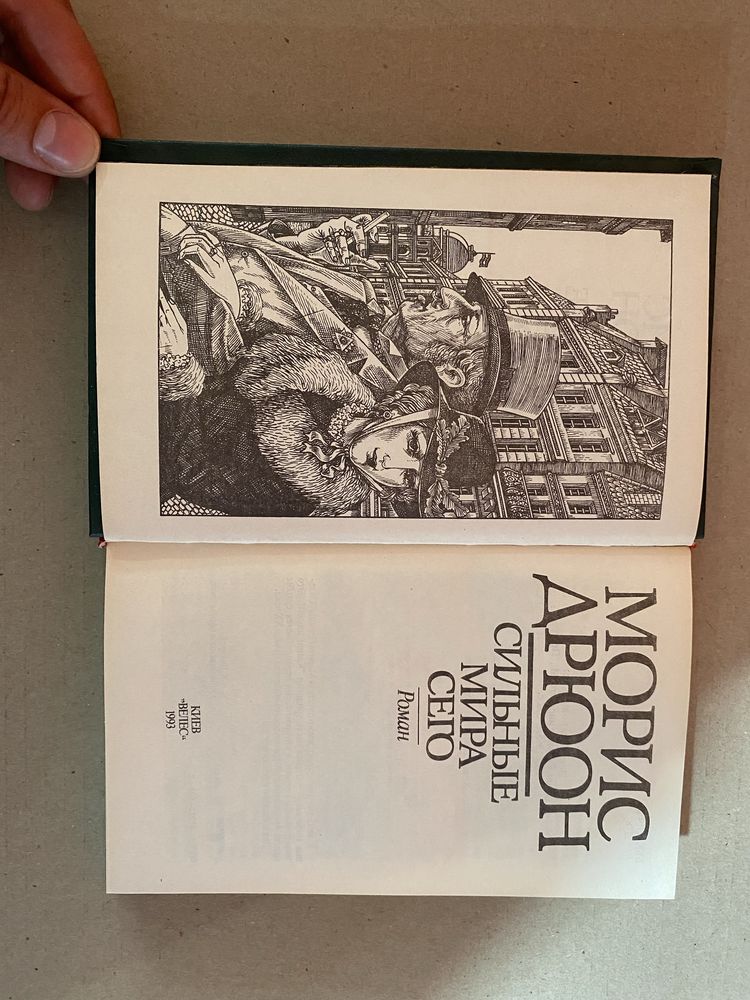 МОРИС
ДРЮОН
СИЛЬНЫЕ
МИРА
СЕГО
Роман
КИЕВ
„ВЕЛЕС“
1993